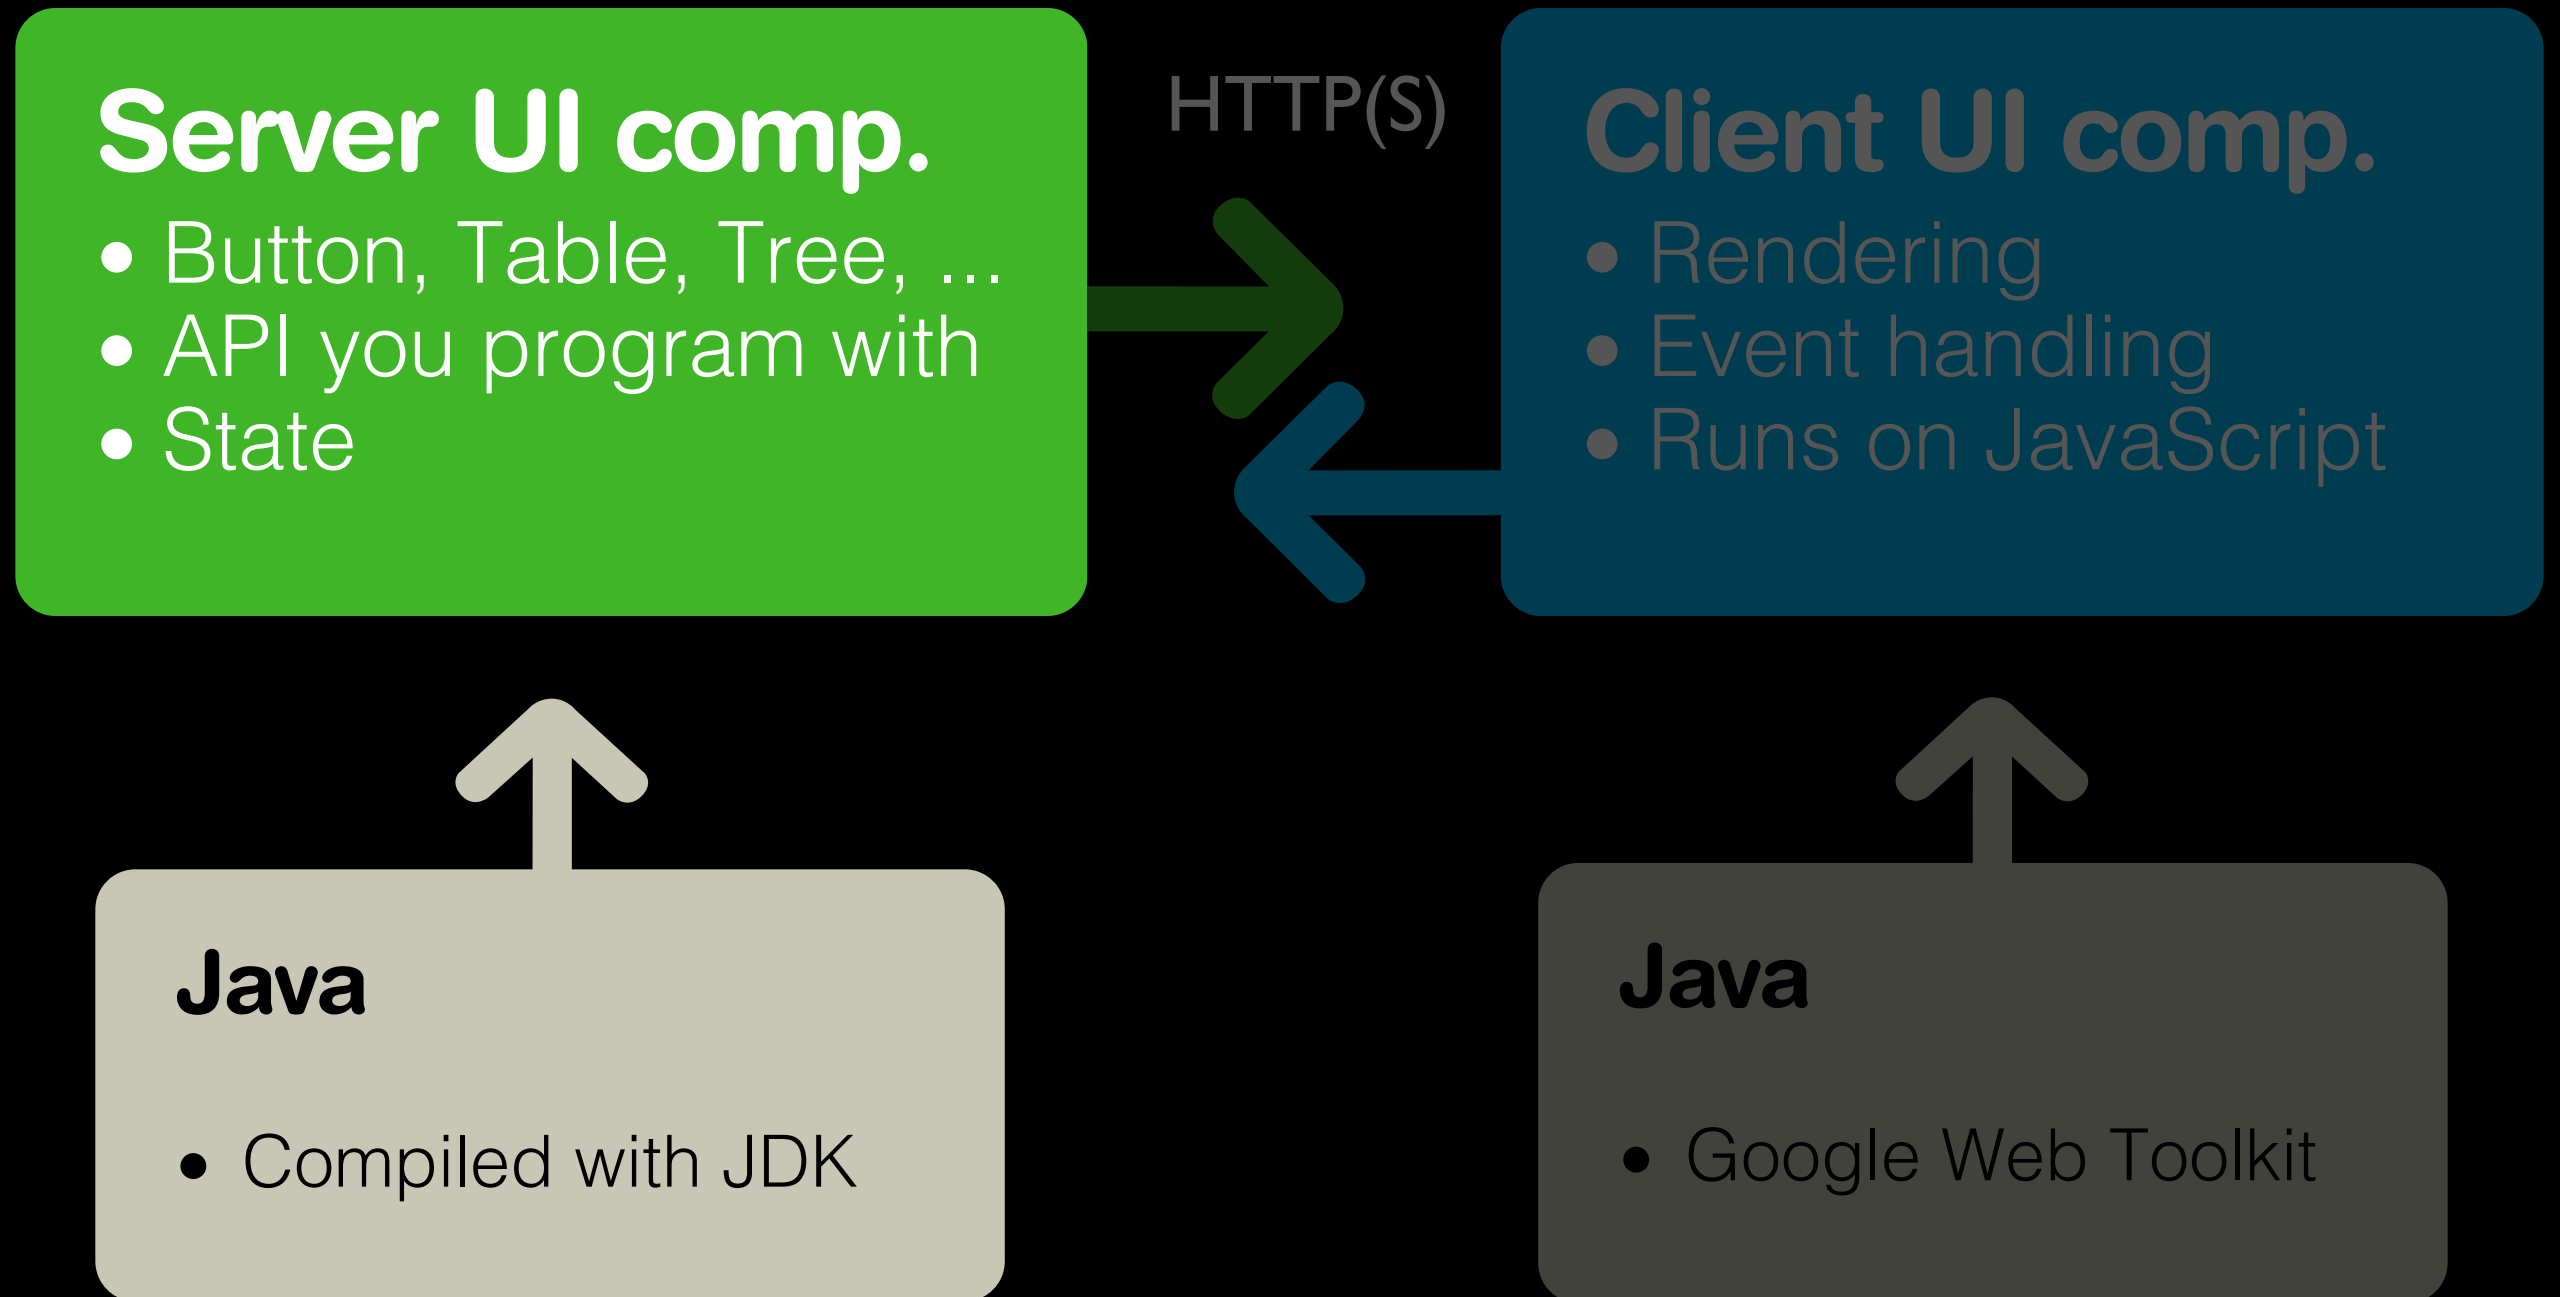 Server UI comp.
• Button, Table, Tree, ...
• API you program with
• State
HTTP(S)
Client UI comp.
• Rendering
• Event handling
• Runs on JavaScript
Java
• Compiled with JDK
Java
• Google Web Toolkit